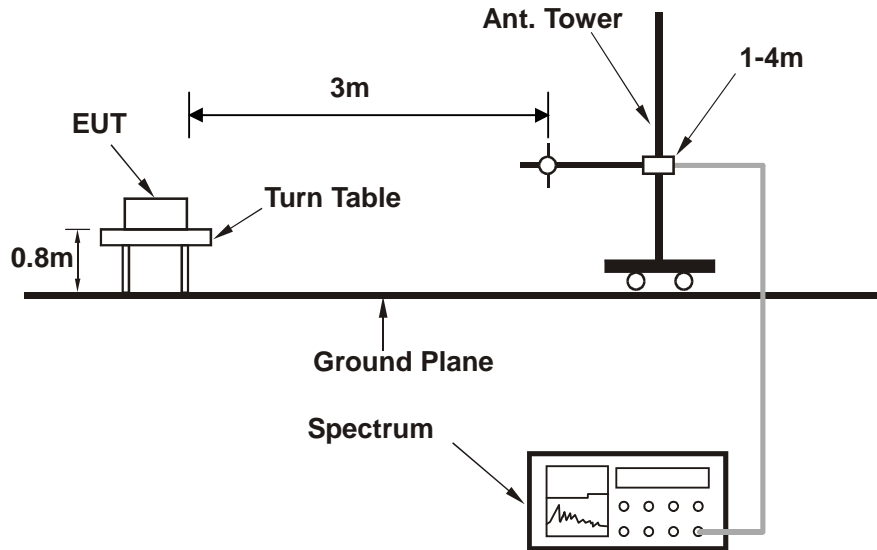 Ant. Tower
1-4m
3m
EUT
Turn Table
0.8m
Ground Plane
Spectrum